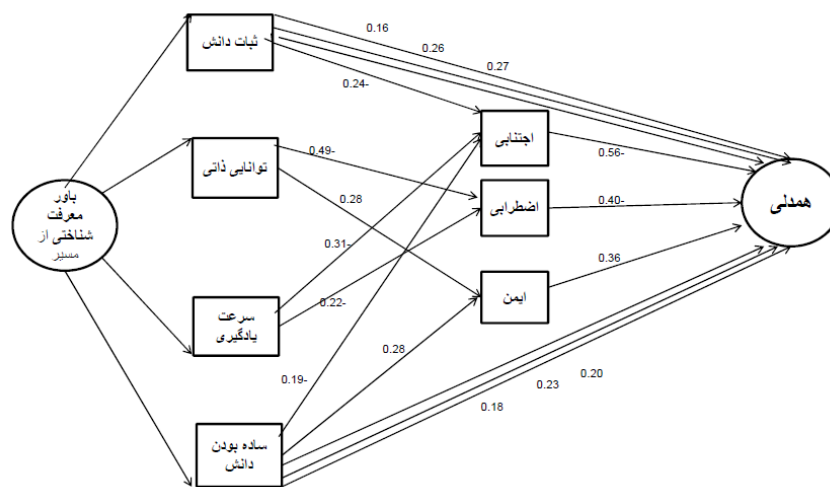 0.16
0.26
0.27
ثبات دانش
0.24-
اجتنابی
0.56-
توانایی ذاتی
0.49-
0.28
اضطرابی
0.40-
همدلی
باور
معرفت
شناختی از
مسیر
0.31-
0.22-
ایمن
0.36
سرعت
یادگیری
0.28
0.19-
0.20
0.23
0.18
ساده بودن
دانش